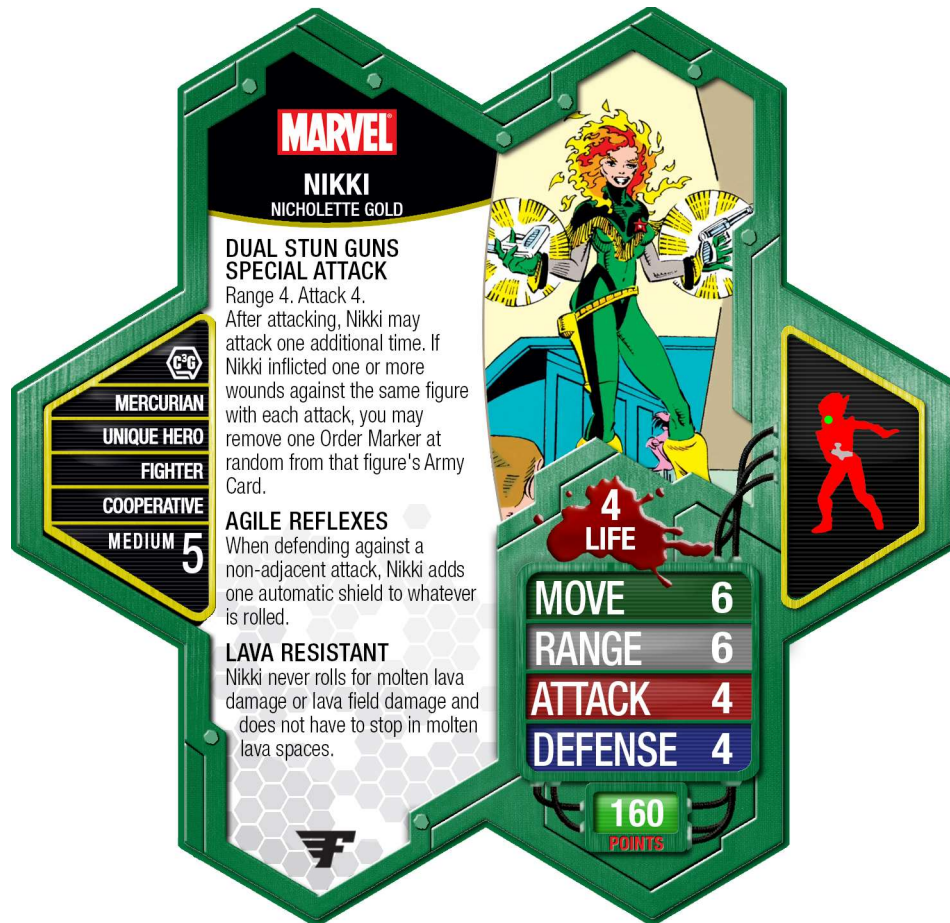 MARVEL
NIKKI
NICHOLETTE GOLD
DUAL STUN GUNS
SPECIAL ATTACK
Range 4. Attack 4.
After attacking, Nikki may
attack one additional time. If
Nikki inflicted one or more
wounds against the same figure
with each attack, you may
remove one Order Marker at
random from that figure's Army
Card.
AGILE REFLEXES
When defending against a
non-adjacent attack, Nikki adds
one automatic shield to whatever
is rolled.
LAVA RESISTANT
Nikki never rolls for molten lava
damage or lava field damage and
does not have to stop in molten
lava spaces.
C³G
MERCURIAN
UNIQUE HERO
FIGHTER
COOPERATIVE
MEDIUM 5
4
LIFE
MOVE 6
RANGE 6
ATTACK 4
DEFENSE 4
160
POINTS
F